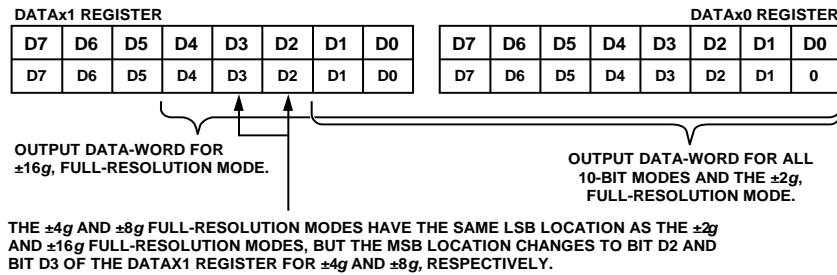 DATAx1 REGISTER
DATAx0 REGISTER
D7 D6 D5 D4 D3 D2 D1 D0
D7 D6 D5 D4 D3 D2 D1 D0
D7 D6 D5 D4 D3 D2 D1 D0
D7 D6 D5 D4 D3 D2 D1 0
OUTPUT DATA-WORD FOR
±16g, FULL-RESOLUTION MODE.
OUTPUT DATA-WORD FOR ALL
10-BIT MODES AND THE ±2g,
FULL-RESOLUTION MODE.
THE ±4g AND ±8g FULL-RESOLUTION MODES HAVE THE SAME LSB LOCATION AS THE ±2g
AND ±16g FULL-RESOLUTION MODES, BUT THE MSB LOCATION CHANGES TO BIT D2 AND
BIT D3 OF THE DATAX1 REGISTER FOR ±4g AND ±8g, RESPECTIVELY.